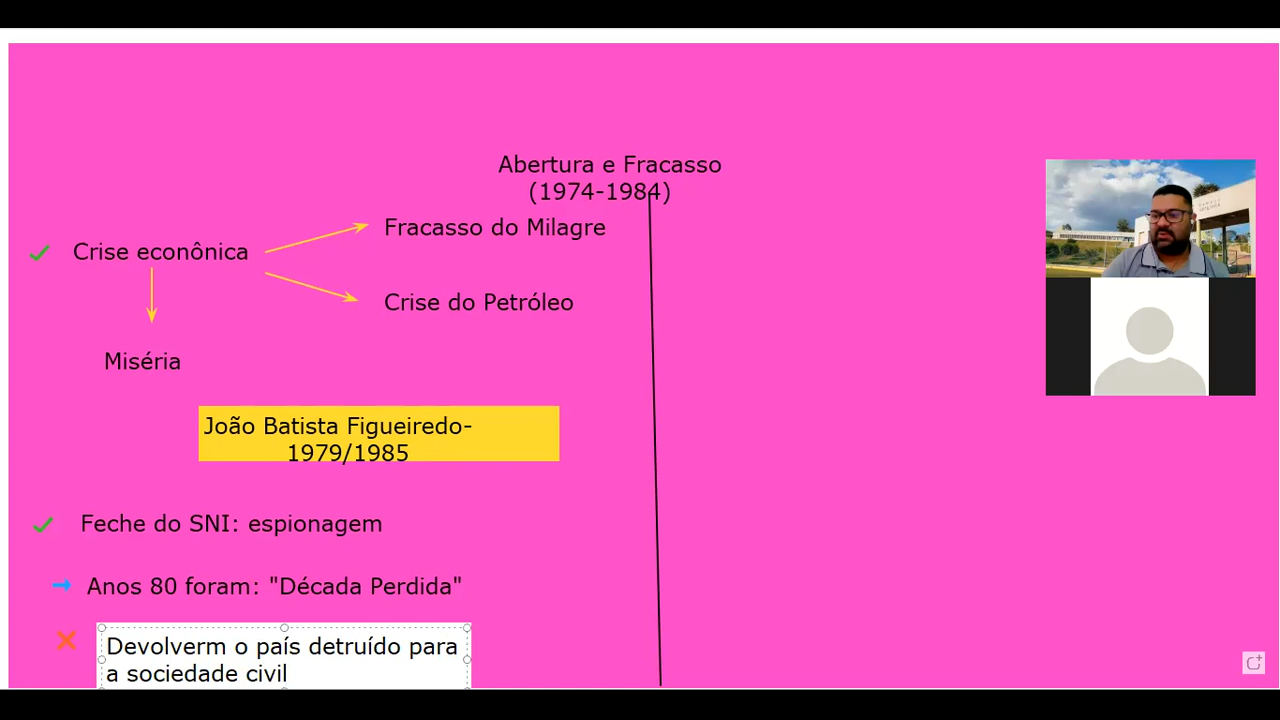 Abertura e Fracasso
(1974-1984)
Fracasso do Milagre
Crise econônica
Crise do Petróleo
Miséria
João Batista Figueiredo-
1979/1985
Feche do SNI: espionagem
Anos 80 foram: "Década Perdida"
Devolverm o país detruído para
a sociedade civil